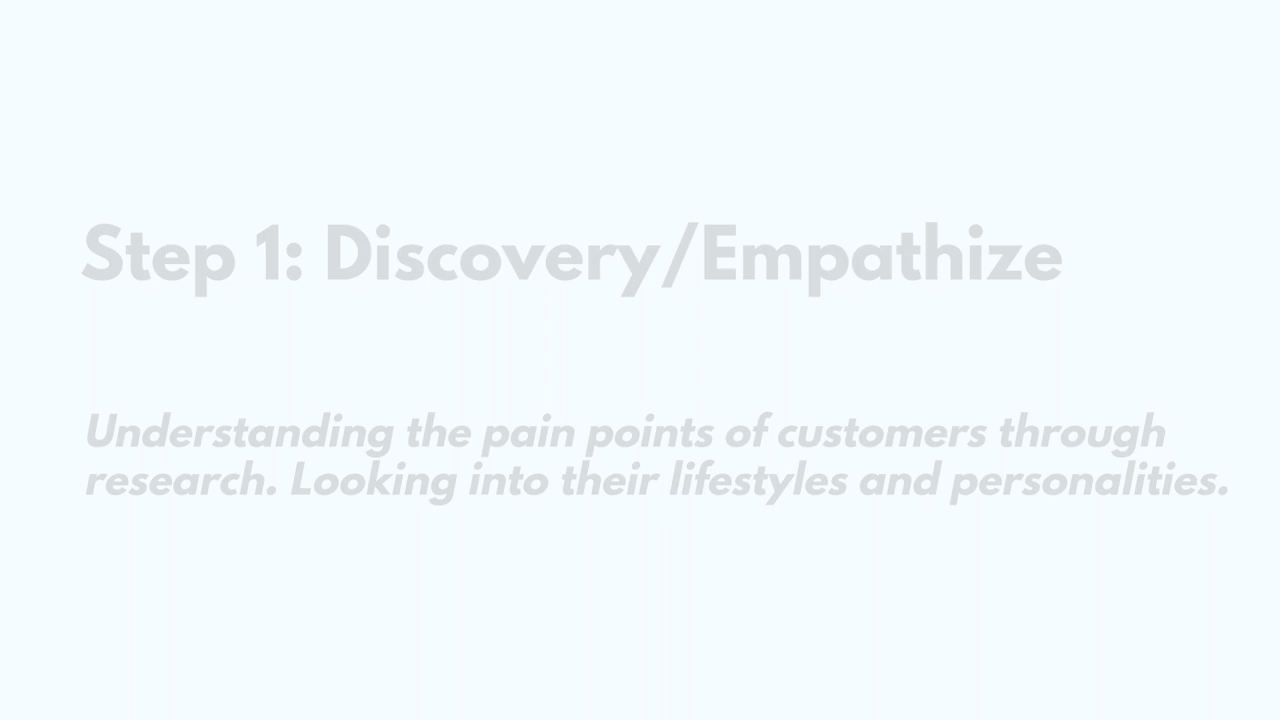 Step 1: Discovery/Empathize
Understanding the pain points of customers through
research. Looking into their lifestyles and personalities.